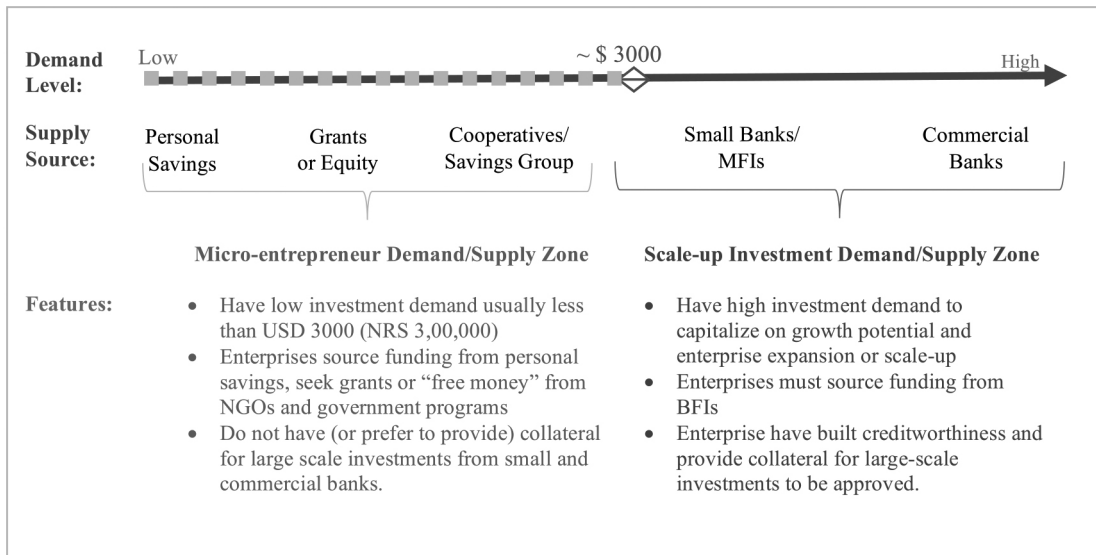 Demand Level:
Low
~ $ 3000
High
Supply Source:
Personal Savings
Grants or Equity
Cooperatives/ Savings Group
Small Banks/ MFIs
Commercial Banks
Micro-entrepreneur Demand/Supply Zone
Scale-up Investment Demand/Supply Zone
Features:
• Have low investment demand usually less
than USD 3000 (NRS 3,00,000)
• Enterprises source funding from personal
savings, seek grants or “free money” from
NGOs and government programs
• Do not have (or prefer to provide) collateral
for large scale investments from small and
commercial banks.
• Have high investment demand to
capitalize on growth potential and
enterprise expansion or scale-up
• Enterprises must source funding from
BFIs
• Enterprise have built creditworthiness and
provide collateral for large-scale
investments to be approved.